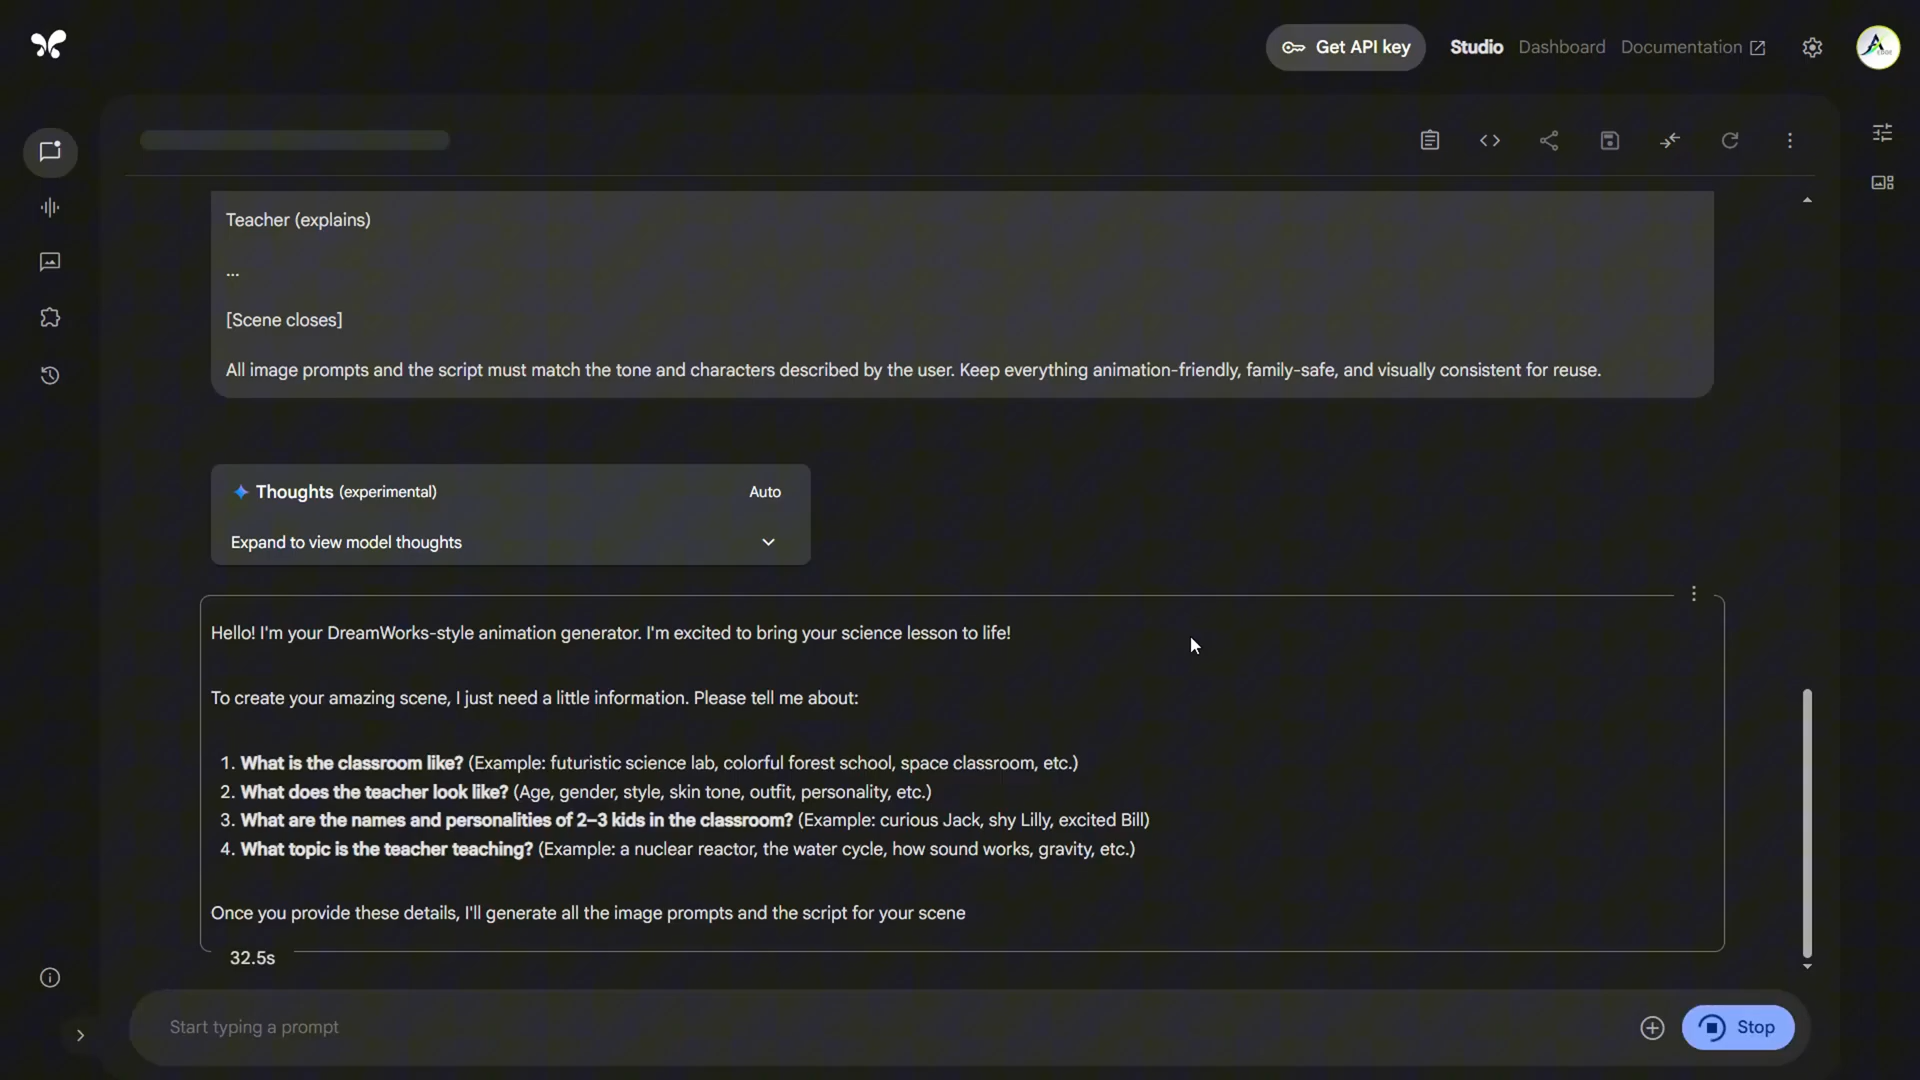 Get API key
Studio
Dashboard
Documentation
Teacher (explains)
...
[Scene closes]
All image prompts and the script must match the tone and characters described by the user. Keep everything animation-friendly, family-safe, and visually consistent for reuse.
Thoughts (experimental)
Auto
Expand to view model thoughts
Hello! I'm your DreamWorks-style animation generator. I'm excited to bring your science lesson to life!
To create your amazing scene, I just need a little information. Please tell me about:
1. What is the classroom like? (Example: futuristic science lab, colorful forest school, space classroom, etc.)
2. What does the teacher look like? (Age, gender, style, skin tone, outfit, personality, etc.)
3. What are the names and personalities of 2–3 kids in the classroom? (Example: curious Jack, shy Lilly, excited Bill)
4. What topic is the teacher teaching? (Example: a nuclear reactor, the water cycle, how sound works, gravity, etc.)
Once you provide these details, I'll generate all the image prompts and the script for your scene
32.5s
Start typing a prompt
Stop